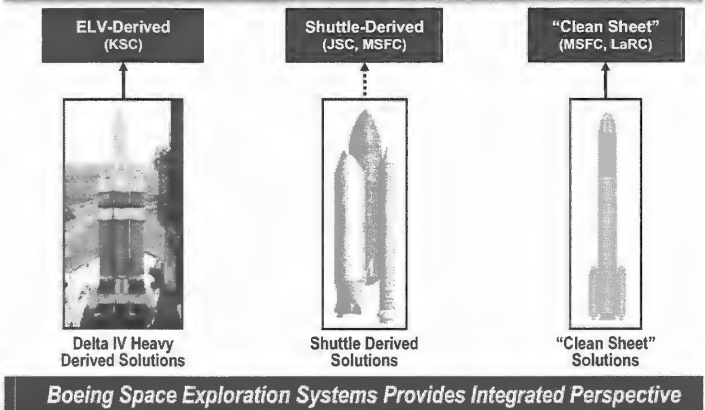 ELV-Derived
(KSC)
Shuttle-Derived
(JSC, MSFC)
“Clean Sheet”
(MSFC, LaRC)
Delta IV Heavy
Derived Solutions
Shuttle Derived
Solutions
“Clean Sheet”
Solutions
Boeing Space Exploration Systems Provides Integrated Perspective